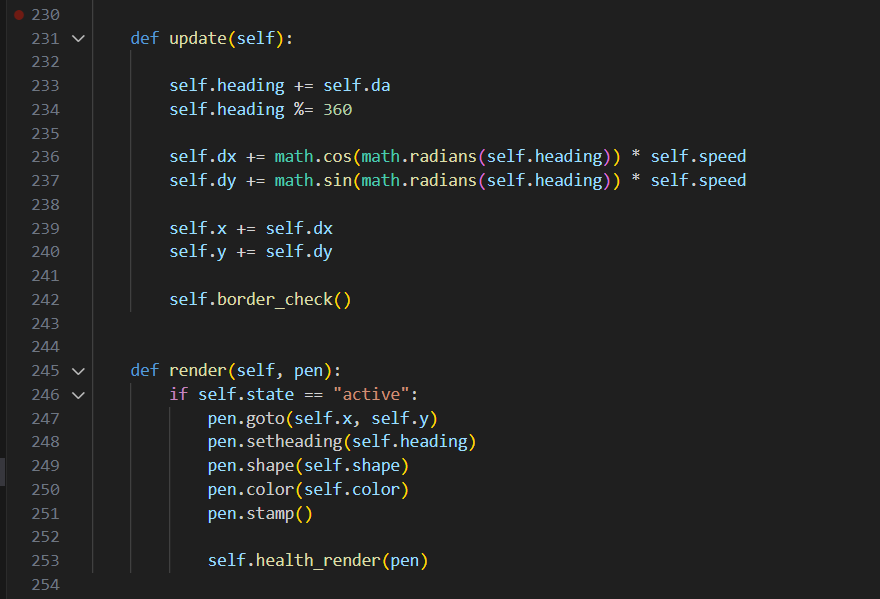 230
231 def update(self):
232
233 self.heading += self.da
234 self.heading %= 360
235
236 self.dx += math.cos(math.radians(self.heading)) * self.speed
237 self.dy += math.sin(math.radians(self.heading)) * self.speed
238
239 self.x += self.dx
240 self.y += self.dy
241
242 self.border_check()
243
244
245 def render(self, pen):
246 if self.state == "active":
247 pen.goto(self.x, self.y)
248 pen.setheading(self.heading)
249 pen.shape(self.shape)
250 pen.color(self.color)
251 pen.stamp()
252
253 self.health_render(pen)
254